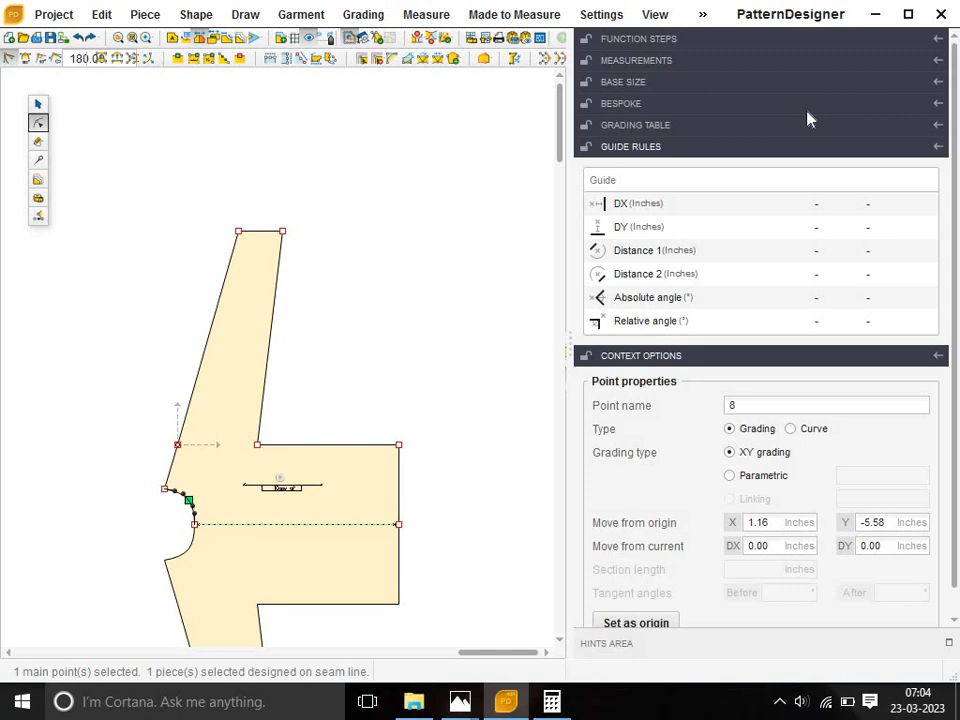 Project Edit Piece Shape Draw Garment Grading Measure Made to Measure Settings View » PatternDesigner
180.0
FUNCTION STEPS
MEASUREMENTS
BASE SIZE
BESPOKE
GRADING TABLE
GUIDE RULES
Guide
DX (Inches) - -
DY (Inches) - -
Distance 1(Inches) - -
Distance 2 (Inches) - -
Absolute angle (°) - -
Relative angle (°) - -
CONTEXT OPTIONS
Point properties
Point name 8
Type Grading Curve
Grading type XY grading
Parametric
Linking
Move from origin X 1.16 Inches Y -5.58 Inches
Move from current DX 0.00 Inches DY 0.00 Inches
Section length Inches
Tangent angles Before ° After °
Set as origin
HINTS AREA
1 main point(s) selected. 1 piece(s) selected designed on seam line.
I'm Cortana. Ask me anything.
PD
07:04
23-03-2023